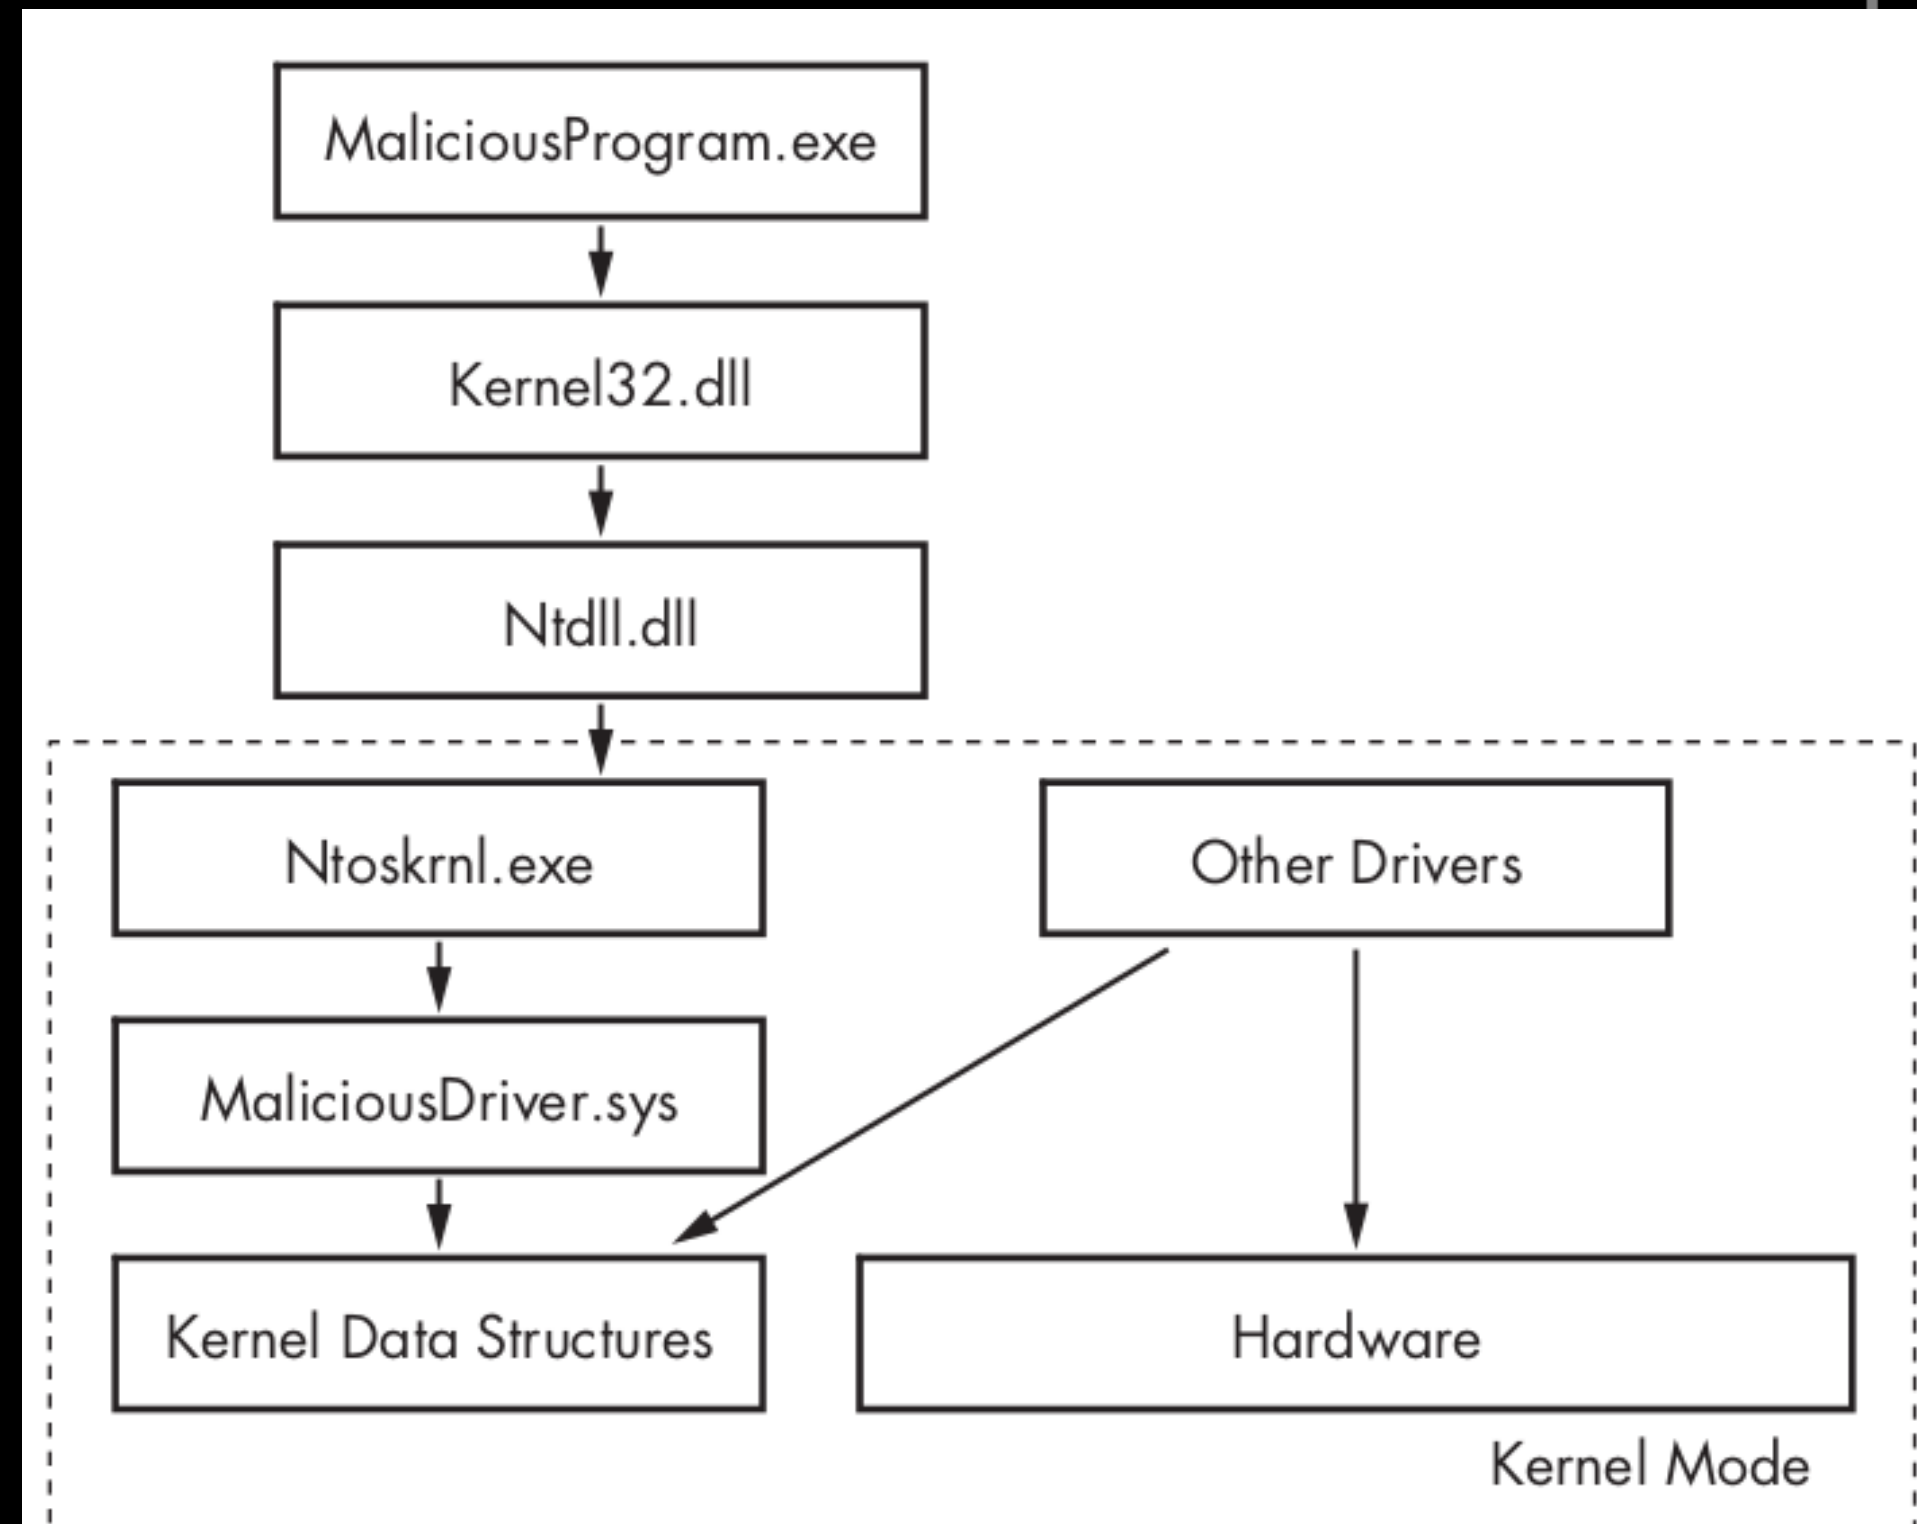 MaliciousProgram.exe
Kernel32.dll
Ntdll.dll
Ntoskrnl.exe
Other Drivers
MaliciousDriver.sys
Kernel Data Structures
Hardware
Kernel Mode